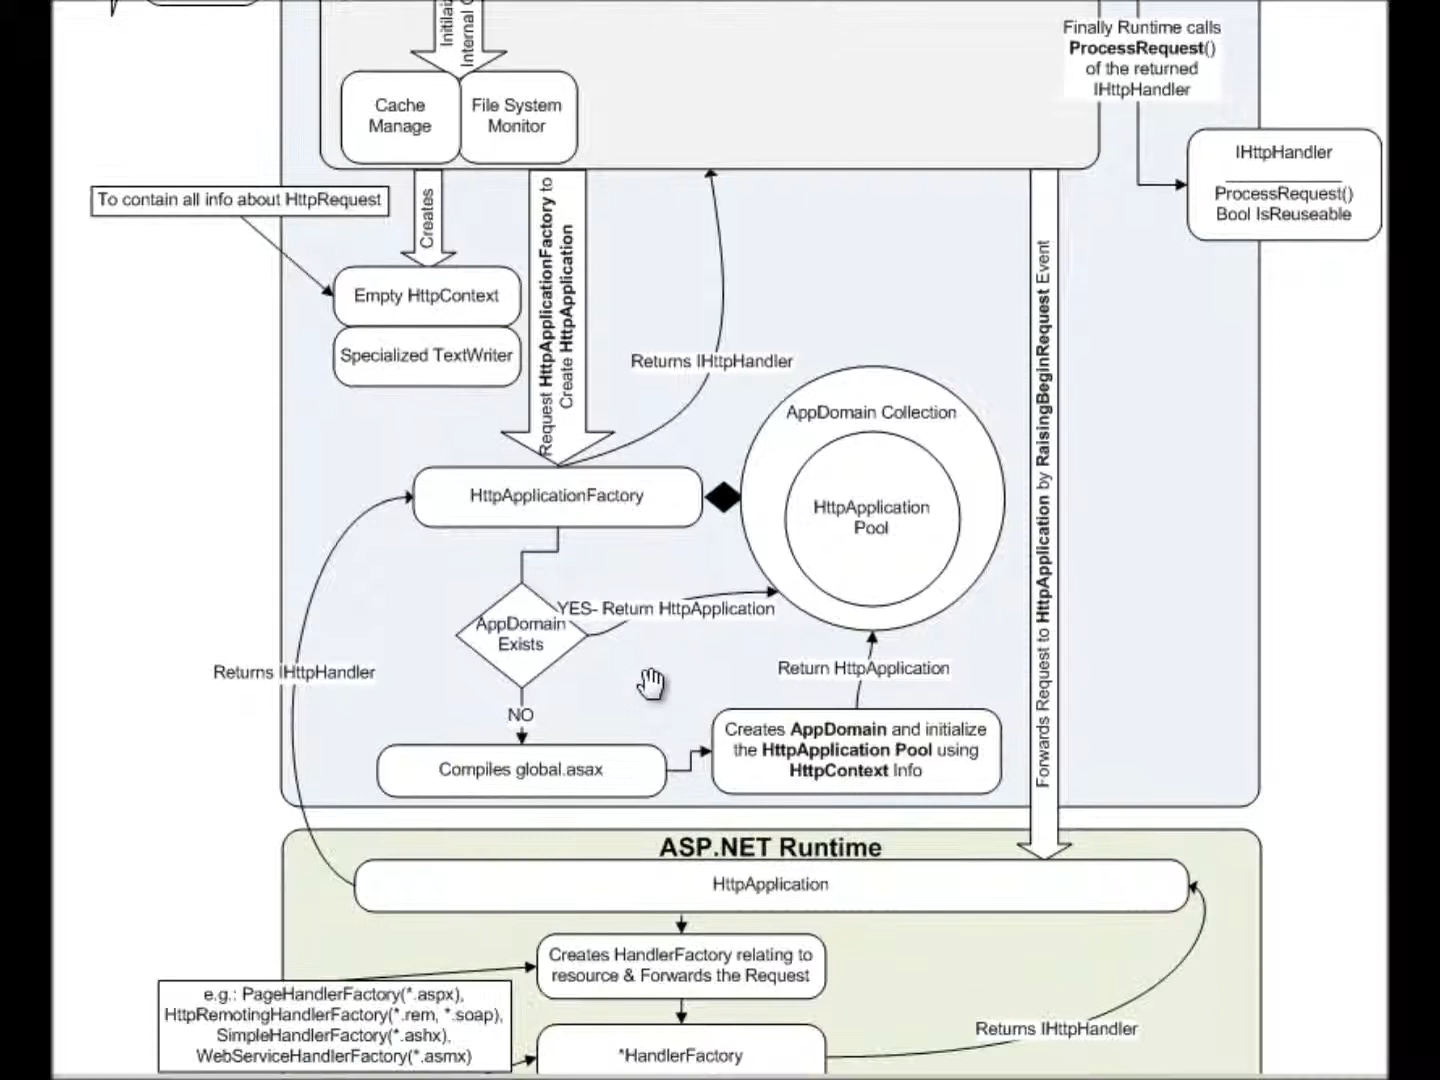 Internal
Finally Runtime calls
ProcessRequest()
of the returned
IHttpHandler
Cache
Manage
File System
Monitor
IHttpHandler
ProcessRequest()
Bool IsReuseable
To contain all info about HttpRequest
Creates
Request HttpApplicationFactory to
Create HttpApplication
Empty HttpContext
Specialized TextWriter
Returns IHttpHandler
Forwards Request to HttpApplication by RaisingBeginRequest Event
AppDomain Collection
HttpApplication
Pool
HttpApplicationFactory
YES- Return HttpApplication
AppDomain
Exists
Returns IHttpHandler
Return HttpApplication
NO
Compiles global.asax
Creates AppDomain and initialize
the HttpApplication Pool using
HttpContext Info
ASP.NET Runtime
HttpApplication
Creates HandlerFactory relating to
resource & Forwards the Request
e.g.: PageHandlerFactory(*.aspx),
HttpRemotingHandlerFactory(*.rem, *.soap),
SimpleHandlerFactory(*.ashx),
WebServiceHandlerFactory(*.asmx)
Returns IHttpHandler
*HandlerFactory